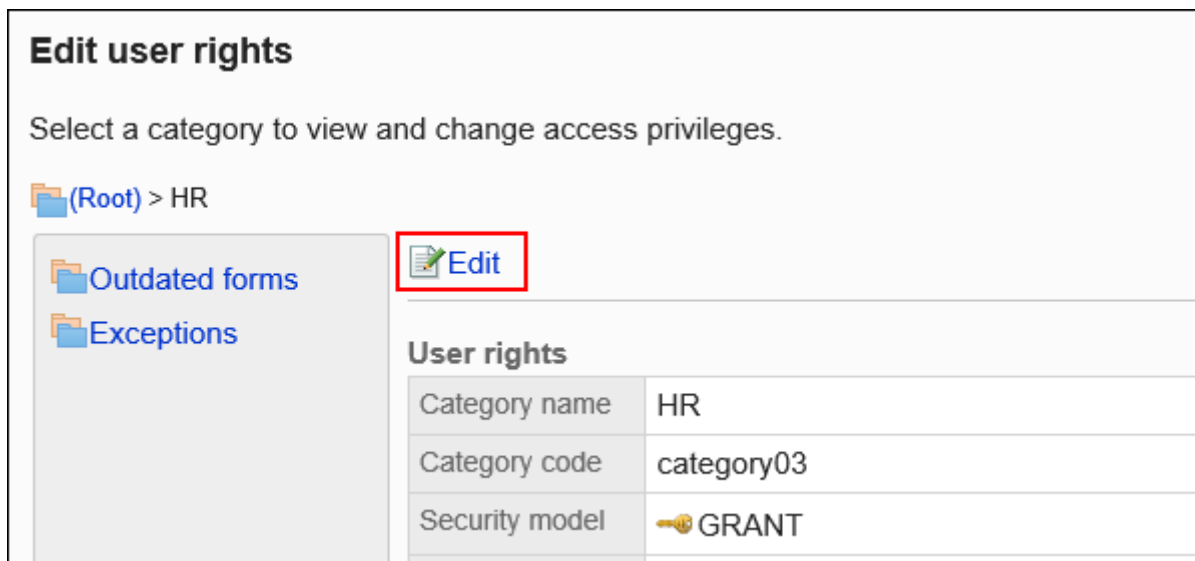 Edit user rights
Select a category to view and change access privileges.
(Root) > HR
Outdated forms
Exceptions
Edit
User rights
Category name HR
Category code category03
Security model GRANT